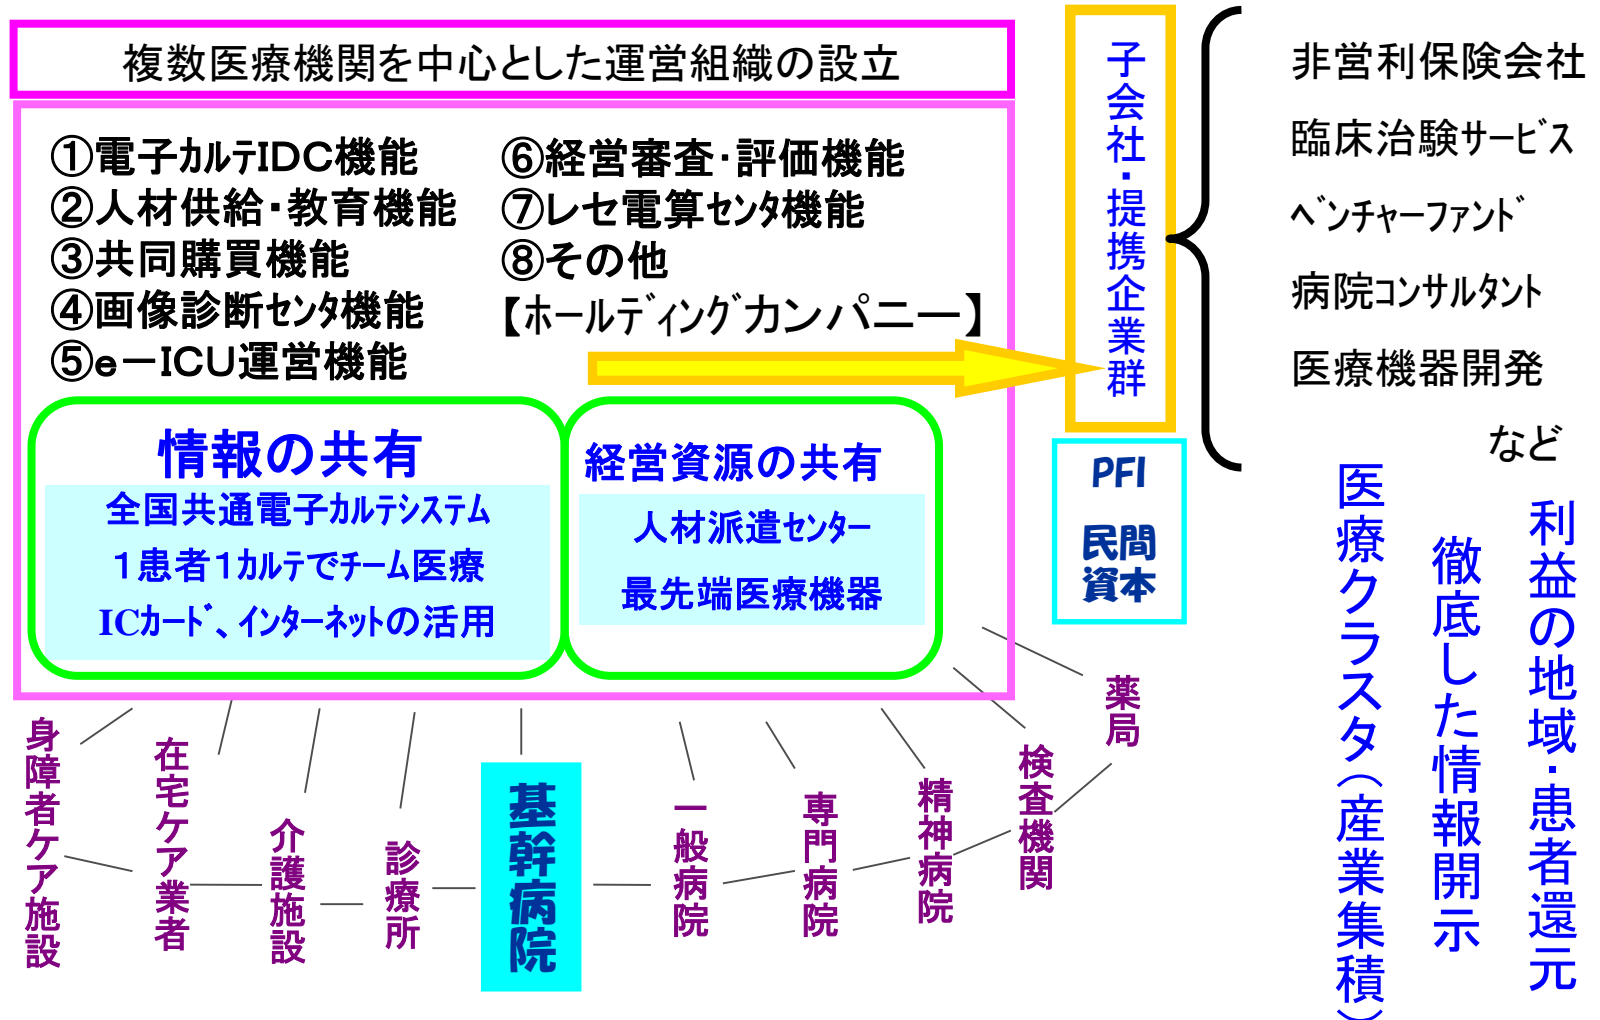 複数医療機関を中心とした運営組織の設立
①電子ｶﾙﾃIDC機能
②人材供給・教育機能
③共同購買機能
④画像診断ｾﾝﾀ機能
⑤e－ICU運営機能
⑥経営審査・評価機能
⑦レセ電算ｾﾝﾀ機能
⑧その他
【ﾎｰﾙﾃﾞｨﾝｸﾞカンパニー】
情報の共有
全国共通電子ｶﾙﾃｼｽﾃﾑ
１患者１ｶﾙﾃでﾁｰﾑ医療
ICｶｰﾄﾞ、ｲﾝﾀｰﾈｯﾄの活用
経営資源の共有
人材派遣ｾﾝﾀｰ
最先端医療機器
子会社・提携企業群
PFI
民間
資本
非営利保険会社
臨床治験ｻｰﾋﾞｽ
ﾍﾞﾝﾁｬｰﾌｧﾝﾄﾞ
病院ｺﾝｻﾙﾀﾝﾄ
医療機器開発
など
利益の地域・患者還元
徹底した情報開示
医療クラスタ（産業集積）
身障者ケア施設
在宅ケア業者
介護施設
診療所
基幹病院
一般病院
専門病院
精神病院
検査機関
薬局